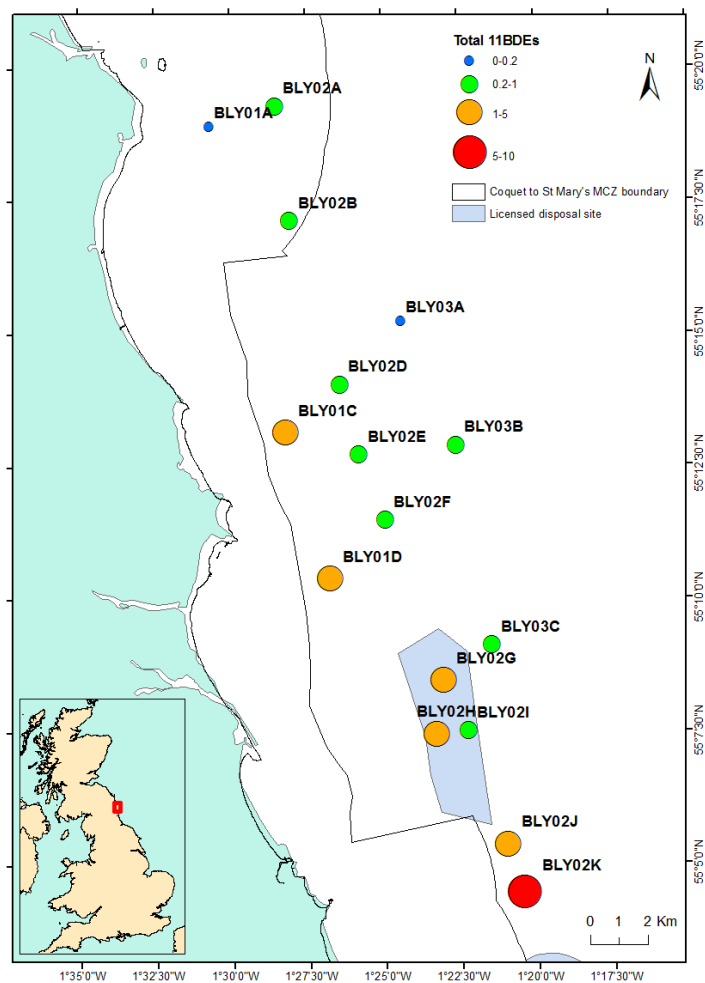 Total 11BDEs
0-0.2
0.2-1
1-5
5-10
Coquet to St Mary's MCZ boundary
Licensed disposal site
N
BLY02A
BLY01A
BLY02B
BLY03A
BLY02D
BLY01C
BLY02E
BLY03B
BLY02F
BLY01D
BLY03C
BLY02G
BLY02H
BLY02I
BLY02J
BLY02K
0 1 2 Km
55°20'0"N
55°17'30"N
55°15'0"N
55°12'30"N
55°10'0"N
55°7'30"N
55°5'0"N
1°35'0"W 1°32'30"W 1°30'0"W 1°27'30"W 1°25'0"W 1°22'30"W 1°20'0"W 1°17'30"W